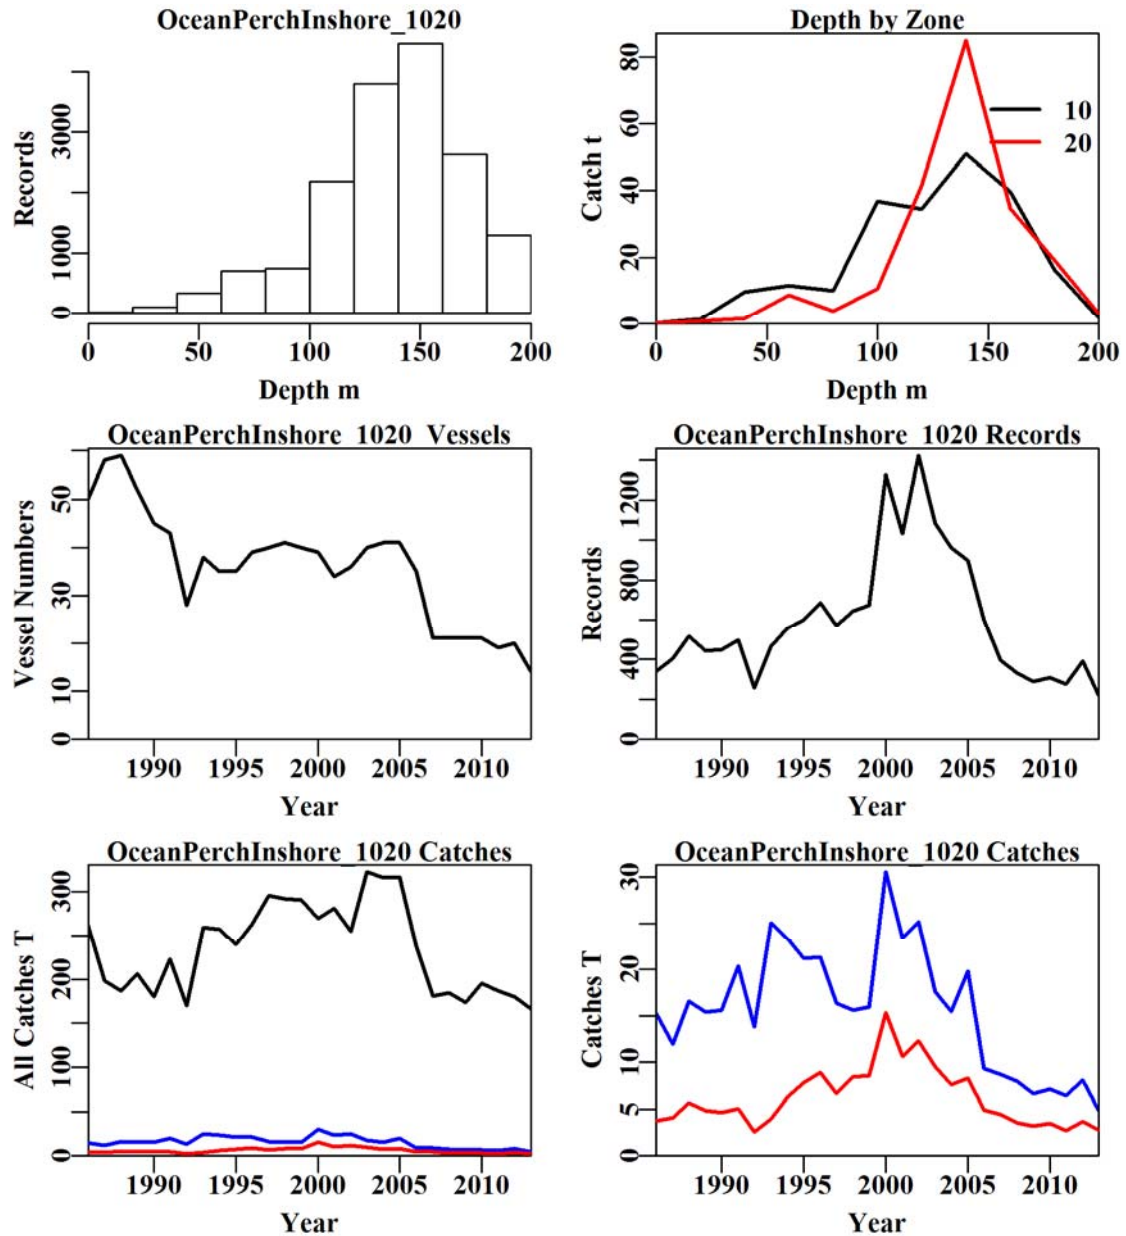 OceanPerchInshore_1020
Records
0 1000 3000
0 50 100 150 200
Depth m
Depth by Zone
Catch t
0 20 40 60 80
10
20
0 50 100 150 200
Depth m
OceanPerchInshore_1020_Vessels
Vessel Numbers
0 10 30 50
1990 1995 2000 2005 2010
Year
OceanPerchInshore_1020 Records
Records
0 400 800 1200
1990 1995 2000 2005 2010
Year
OceanPerchInshore_1020 Catches
All Catches T
0 100 200 300
1990 1995 2000 2005 2010
Year
OceanPerchInshore_1020 Catches
Catches T
0 5 10 20 30
1990 1995 2000 2005 2010
Year